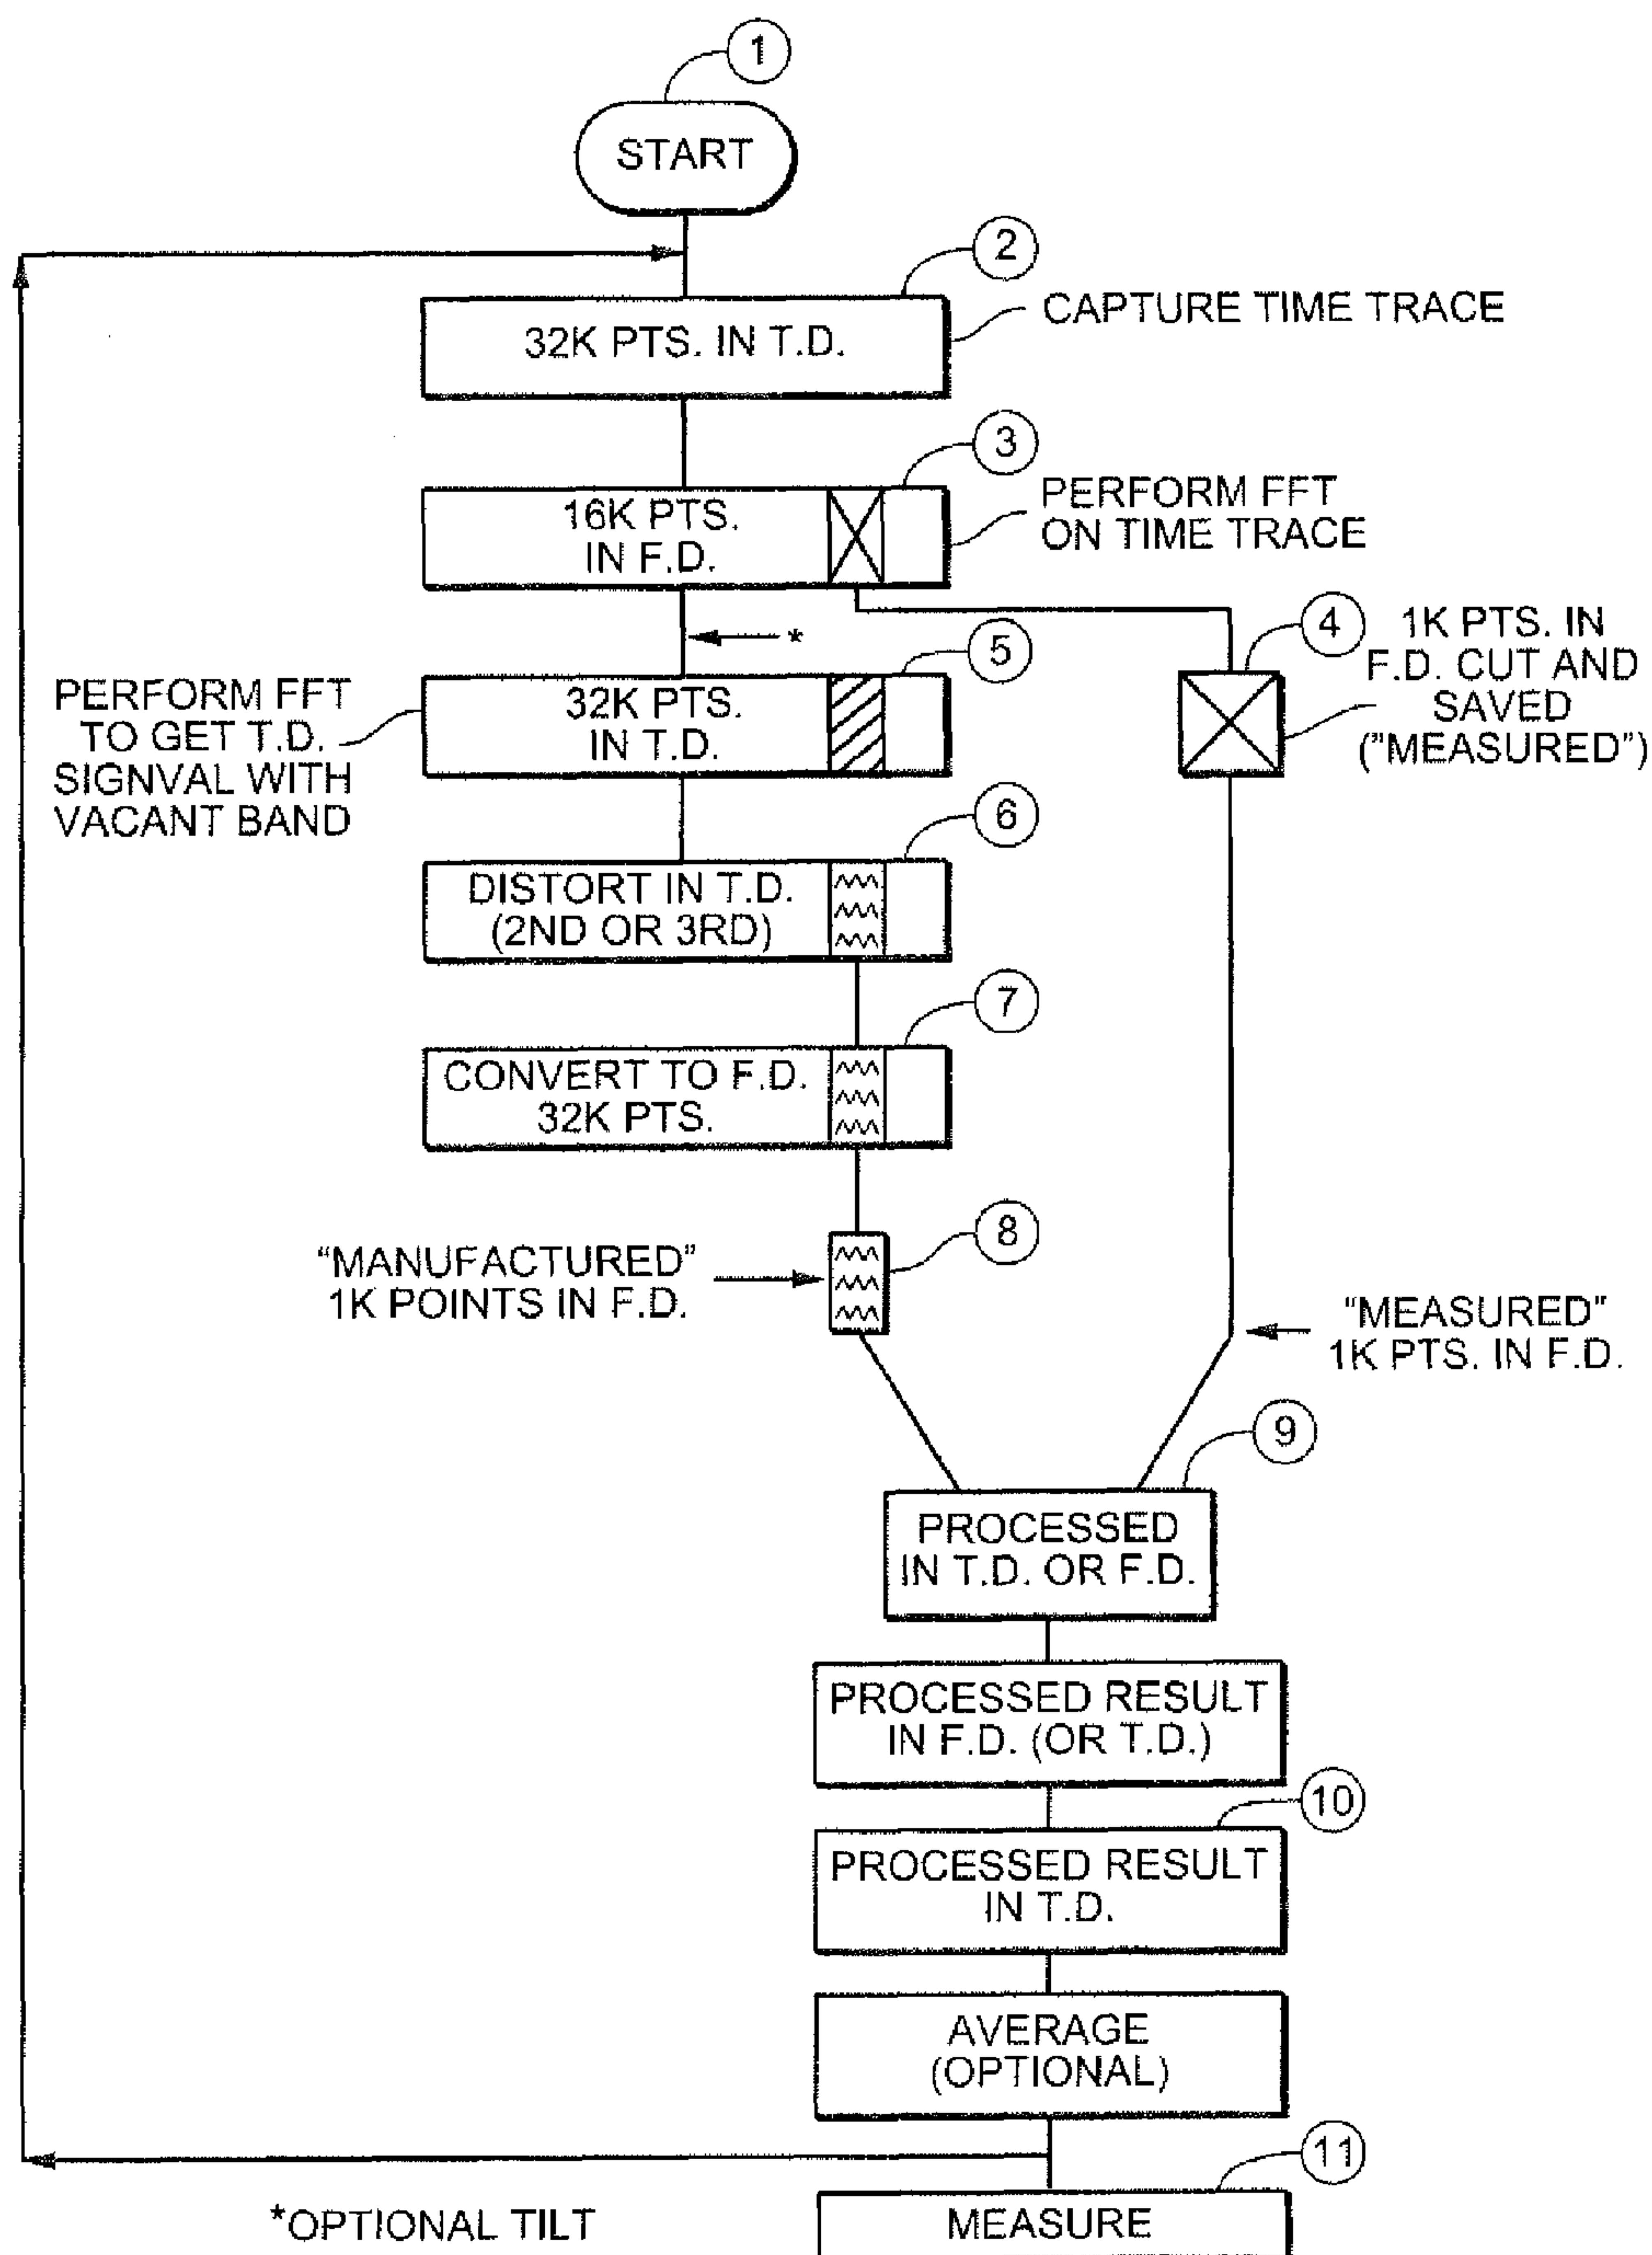 1
START
2
32K PTS. IN T.D.
CAPTURE TIME TRACE
3
16K PTS.
IN F.D.
PERFORM FFT
ON TIME TRACE
*
4
1K PTS. IN
F.D. CUT AND
SAVED
("MEASURED")
5
32K PTS.
IN T.D.
PERFORM FFT
TO GET T.D.
SIGNVAL WITH
VACANT BAND
6
DISTORT IN T.D.
(2ND OR 3RD)
7
CONVERT TO F.D.
32K PTS.
8
“MANUFACTURED”
1K POINTS IN F.D.
“MEASURED”
1K PTS. IN F.D.
9
PROCESSED
IN T.D. OR F.D.
PROCESSED RESULT
IN F.D. (OR T.D.)
10
PROCESSED RESULT
IN T.D.
AVERAGE
(OPTIONAL)
11
*OPTIONAL TILT
MEASURE